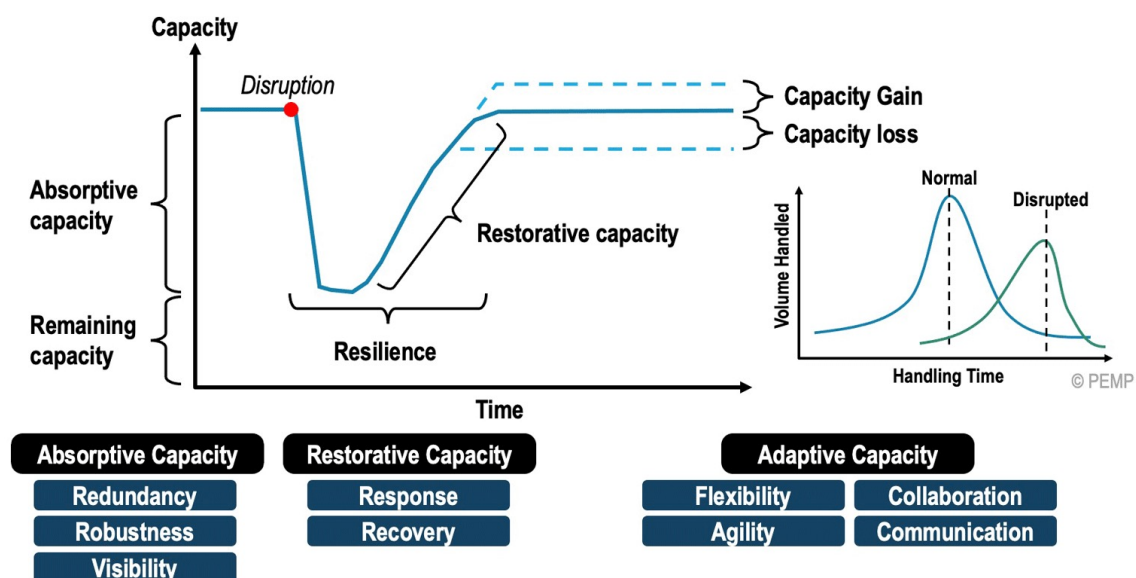 Capacity
Disruption
Capacity Gain
Capacity loss
Absorptive
capacity
Restorative capacity
Remaining
capacity
Resilience
Time
Normal
Disrupted
Volume Handled
Handling Time
© PEMP
Absorptive Capacity
Redundancy
Robustness
Visibility
Restorative Capacity
Response
Recovery
Adaptive Capacity
Flexibility
Collaboration
Agility
Communication